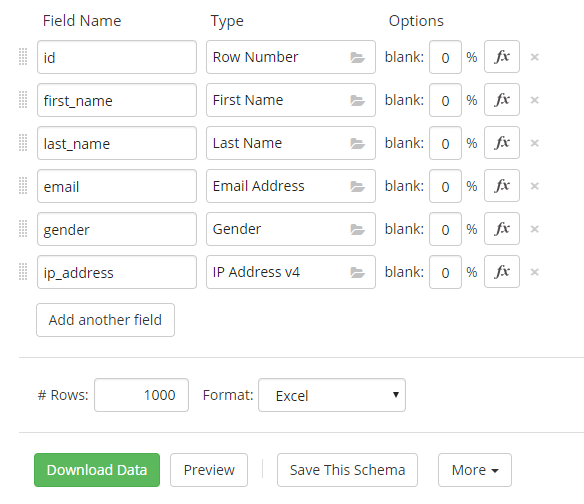 Field Name Type Options
id Row Number blank: 0 % fx ×
first_name First Name blank: 0 % fx ×
last_name Last Name blank: 0 % fx ×
email Email Address blank: 0 % fx ×
gender Gender blank: 0 % fx ×
ip_address IP Address v4 blank: 0 % fx ×
Add another field
# Rows: 1000 Format: Excel
Download Data Preview Save This Schema More